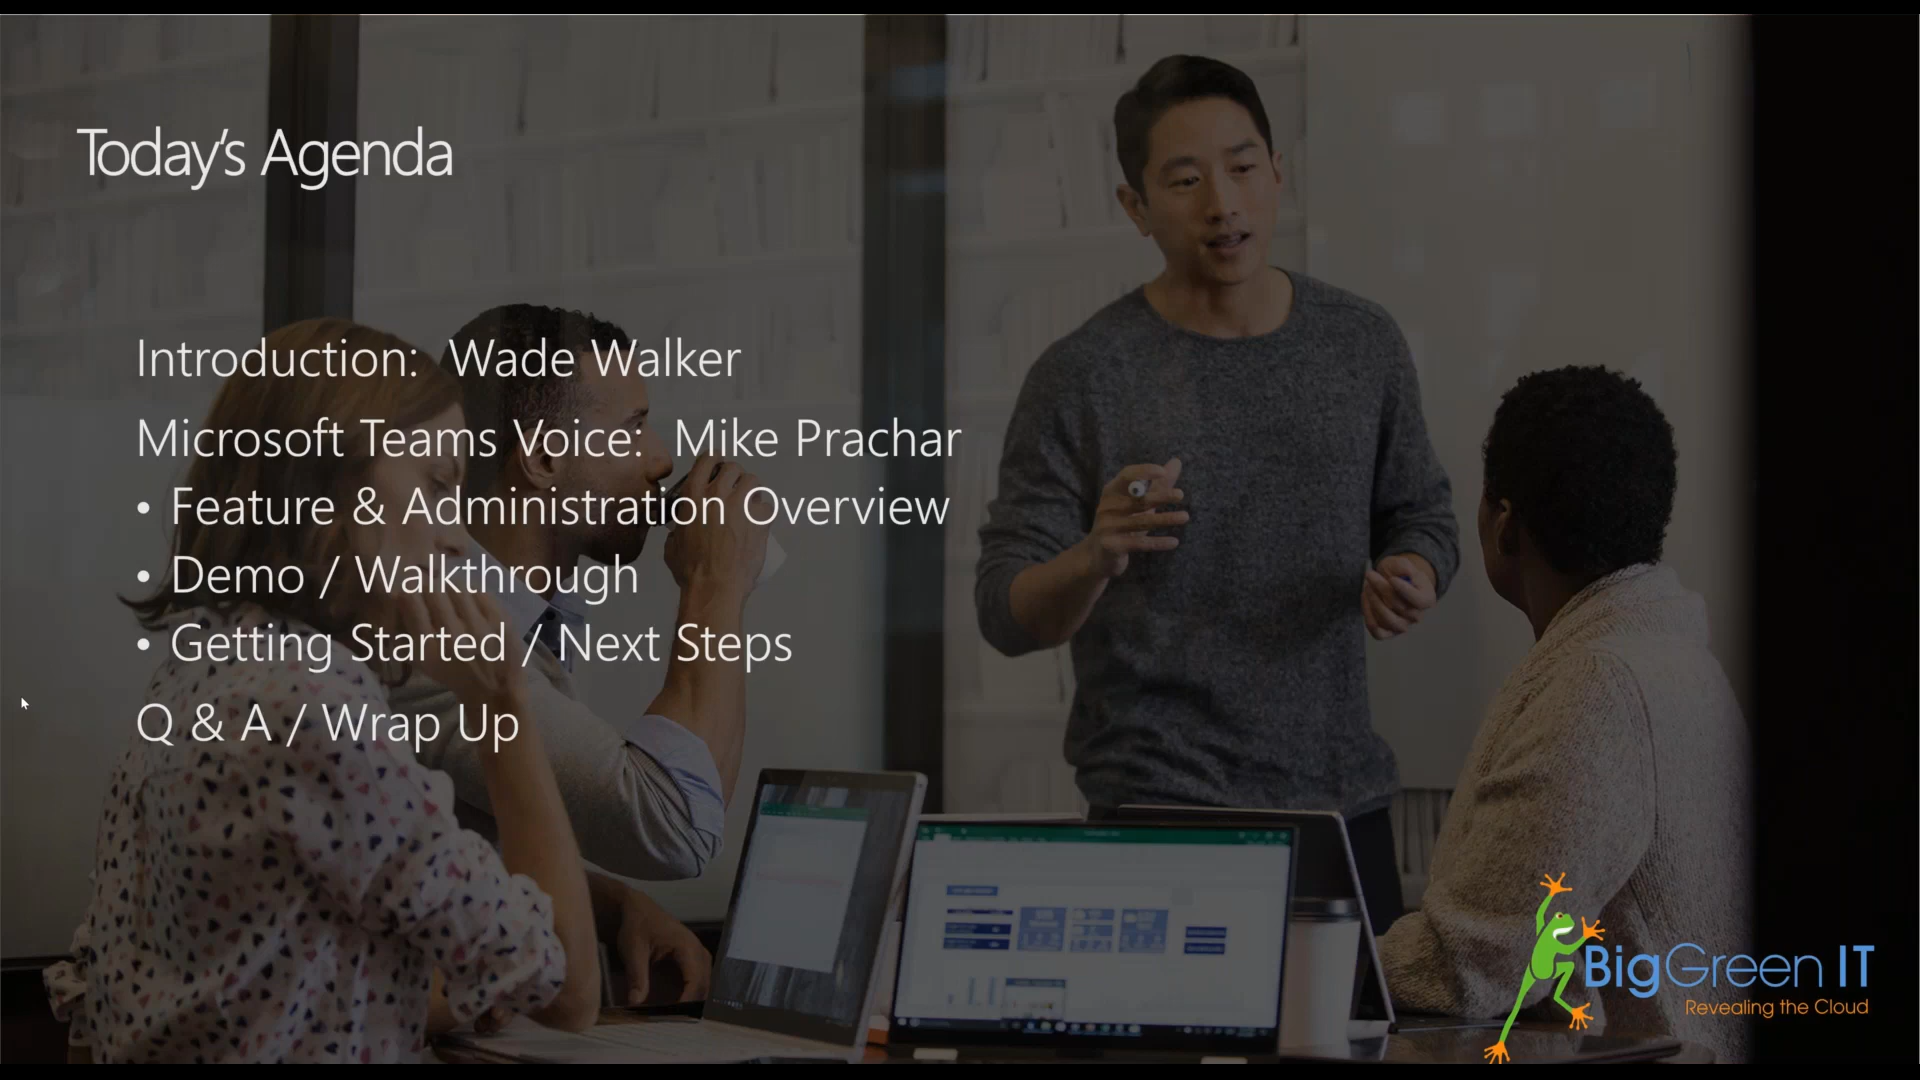 Today's Agenda
Introduction:  Wade Walker
Microsoft Teams Voice:  Mike Prachar
• Feature & Administration Overview
• Demo / Walkthrough
• Getting Started / Next Steps
Q & A / Wrap Up
BigGreen IT
Revealing the Cloud